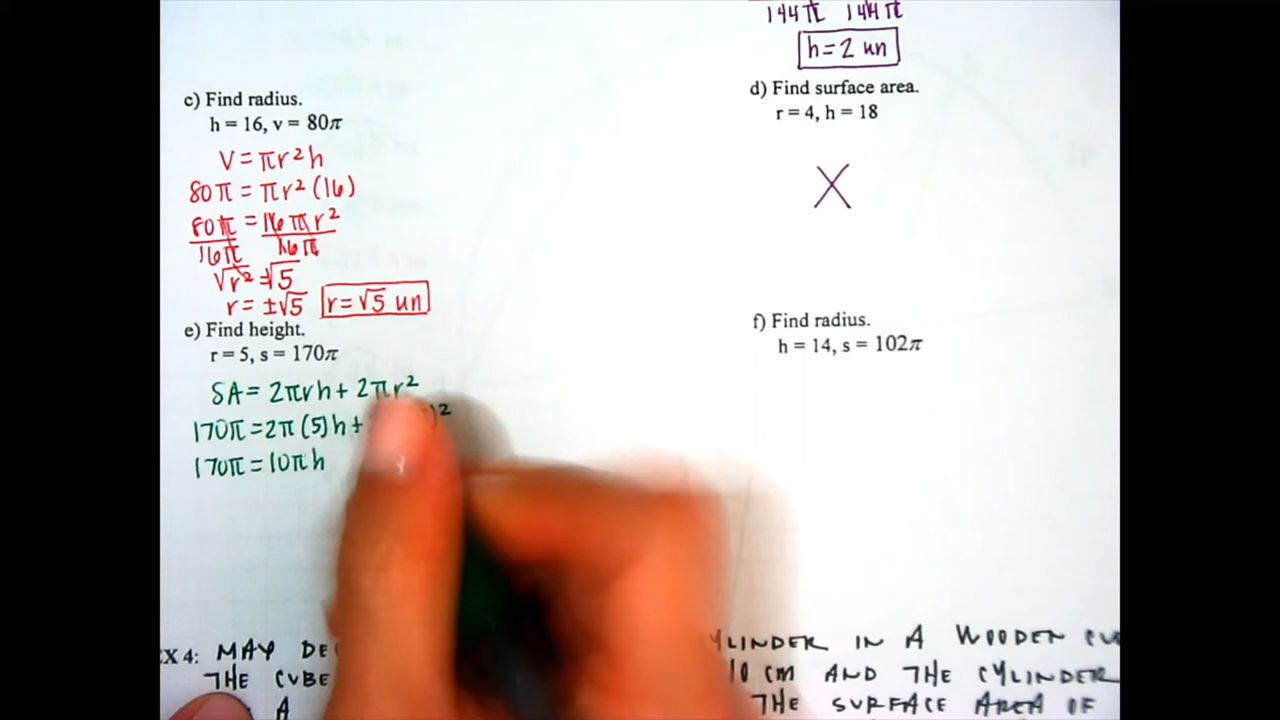 144π 144π
h = 2 un
c) Find radius.
h = 16, v = 80π
V = πr²h
80π = πr² (16)
80π = 16πr²
16π 16π
√r² = √5
r = ±√5 r = √5 un
d) Find surface area.
r = 4, h = 18
X
e) Find height.
r = 5, s = 170π
SA = 2πrh + 2πr²
170π = 2π (5)h + )²
170π = 10πh
f) Find radius.
h = 14, s = 102π
EX 4: MAY YLINDER IN A WOODEN
THE CUBE 10 CM AND THE CYLINDER
A THE SURFACE AREA OF